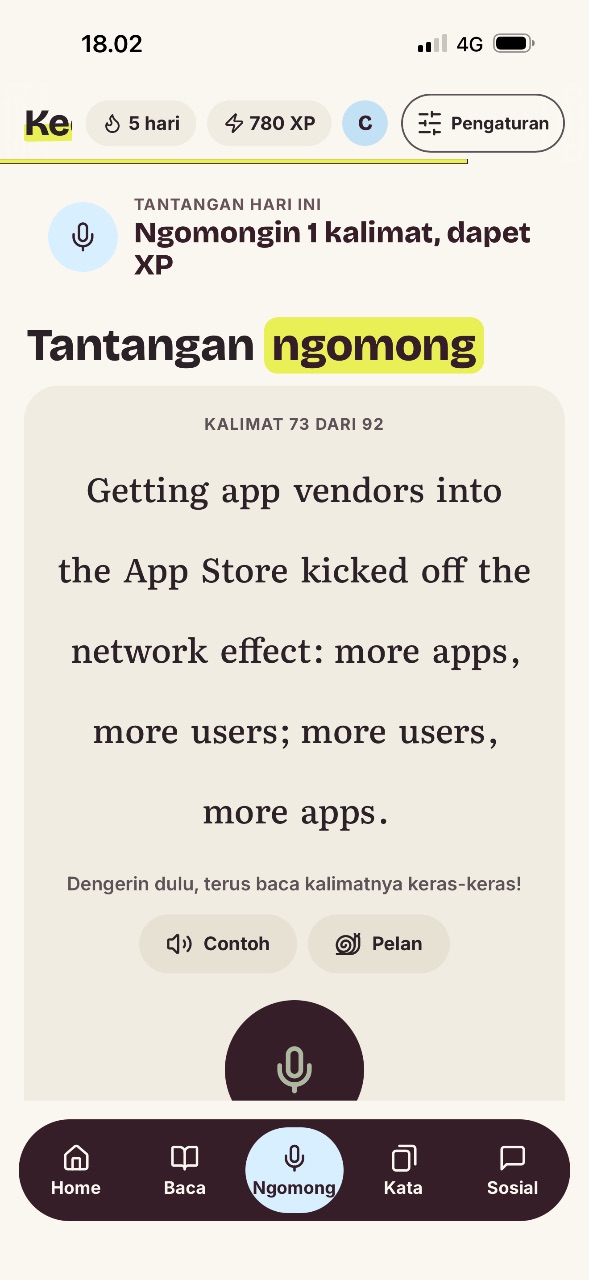 18.02
4G
5 hari
780 XP
C
Pengaturan
TANTANGAN HARI INI
Ngomongin 1 kalimat, dapet
XP
Tantangan ngomong
KALIMAT 73 DARI 92
Getting app vendors into
the App Store kicked off the
network effect: more apps,
more users; more users,
more apps.
Dengerin dulu, terus baca kalimatnya keras-keras!
Contoh
Pelan
Home
Baca
Ngomong
Kata
Sosial